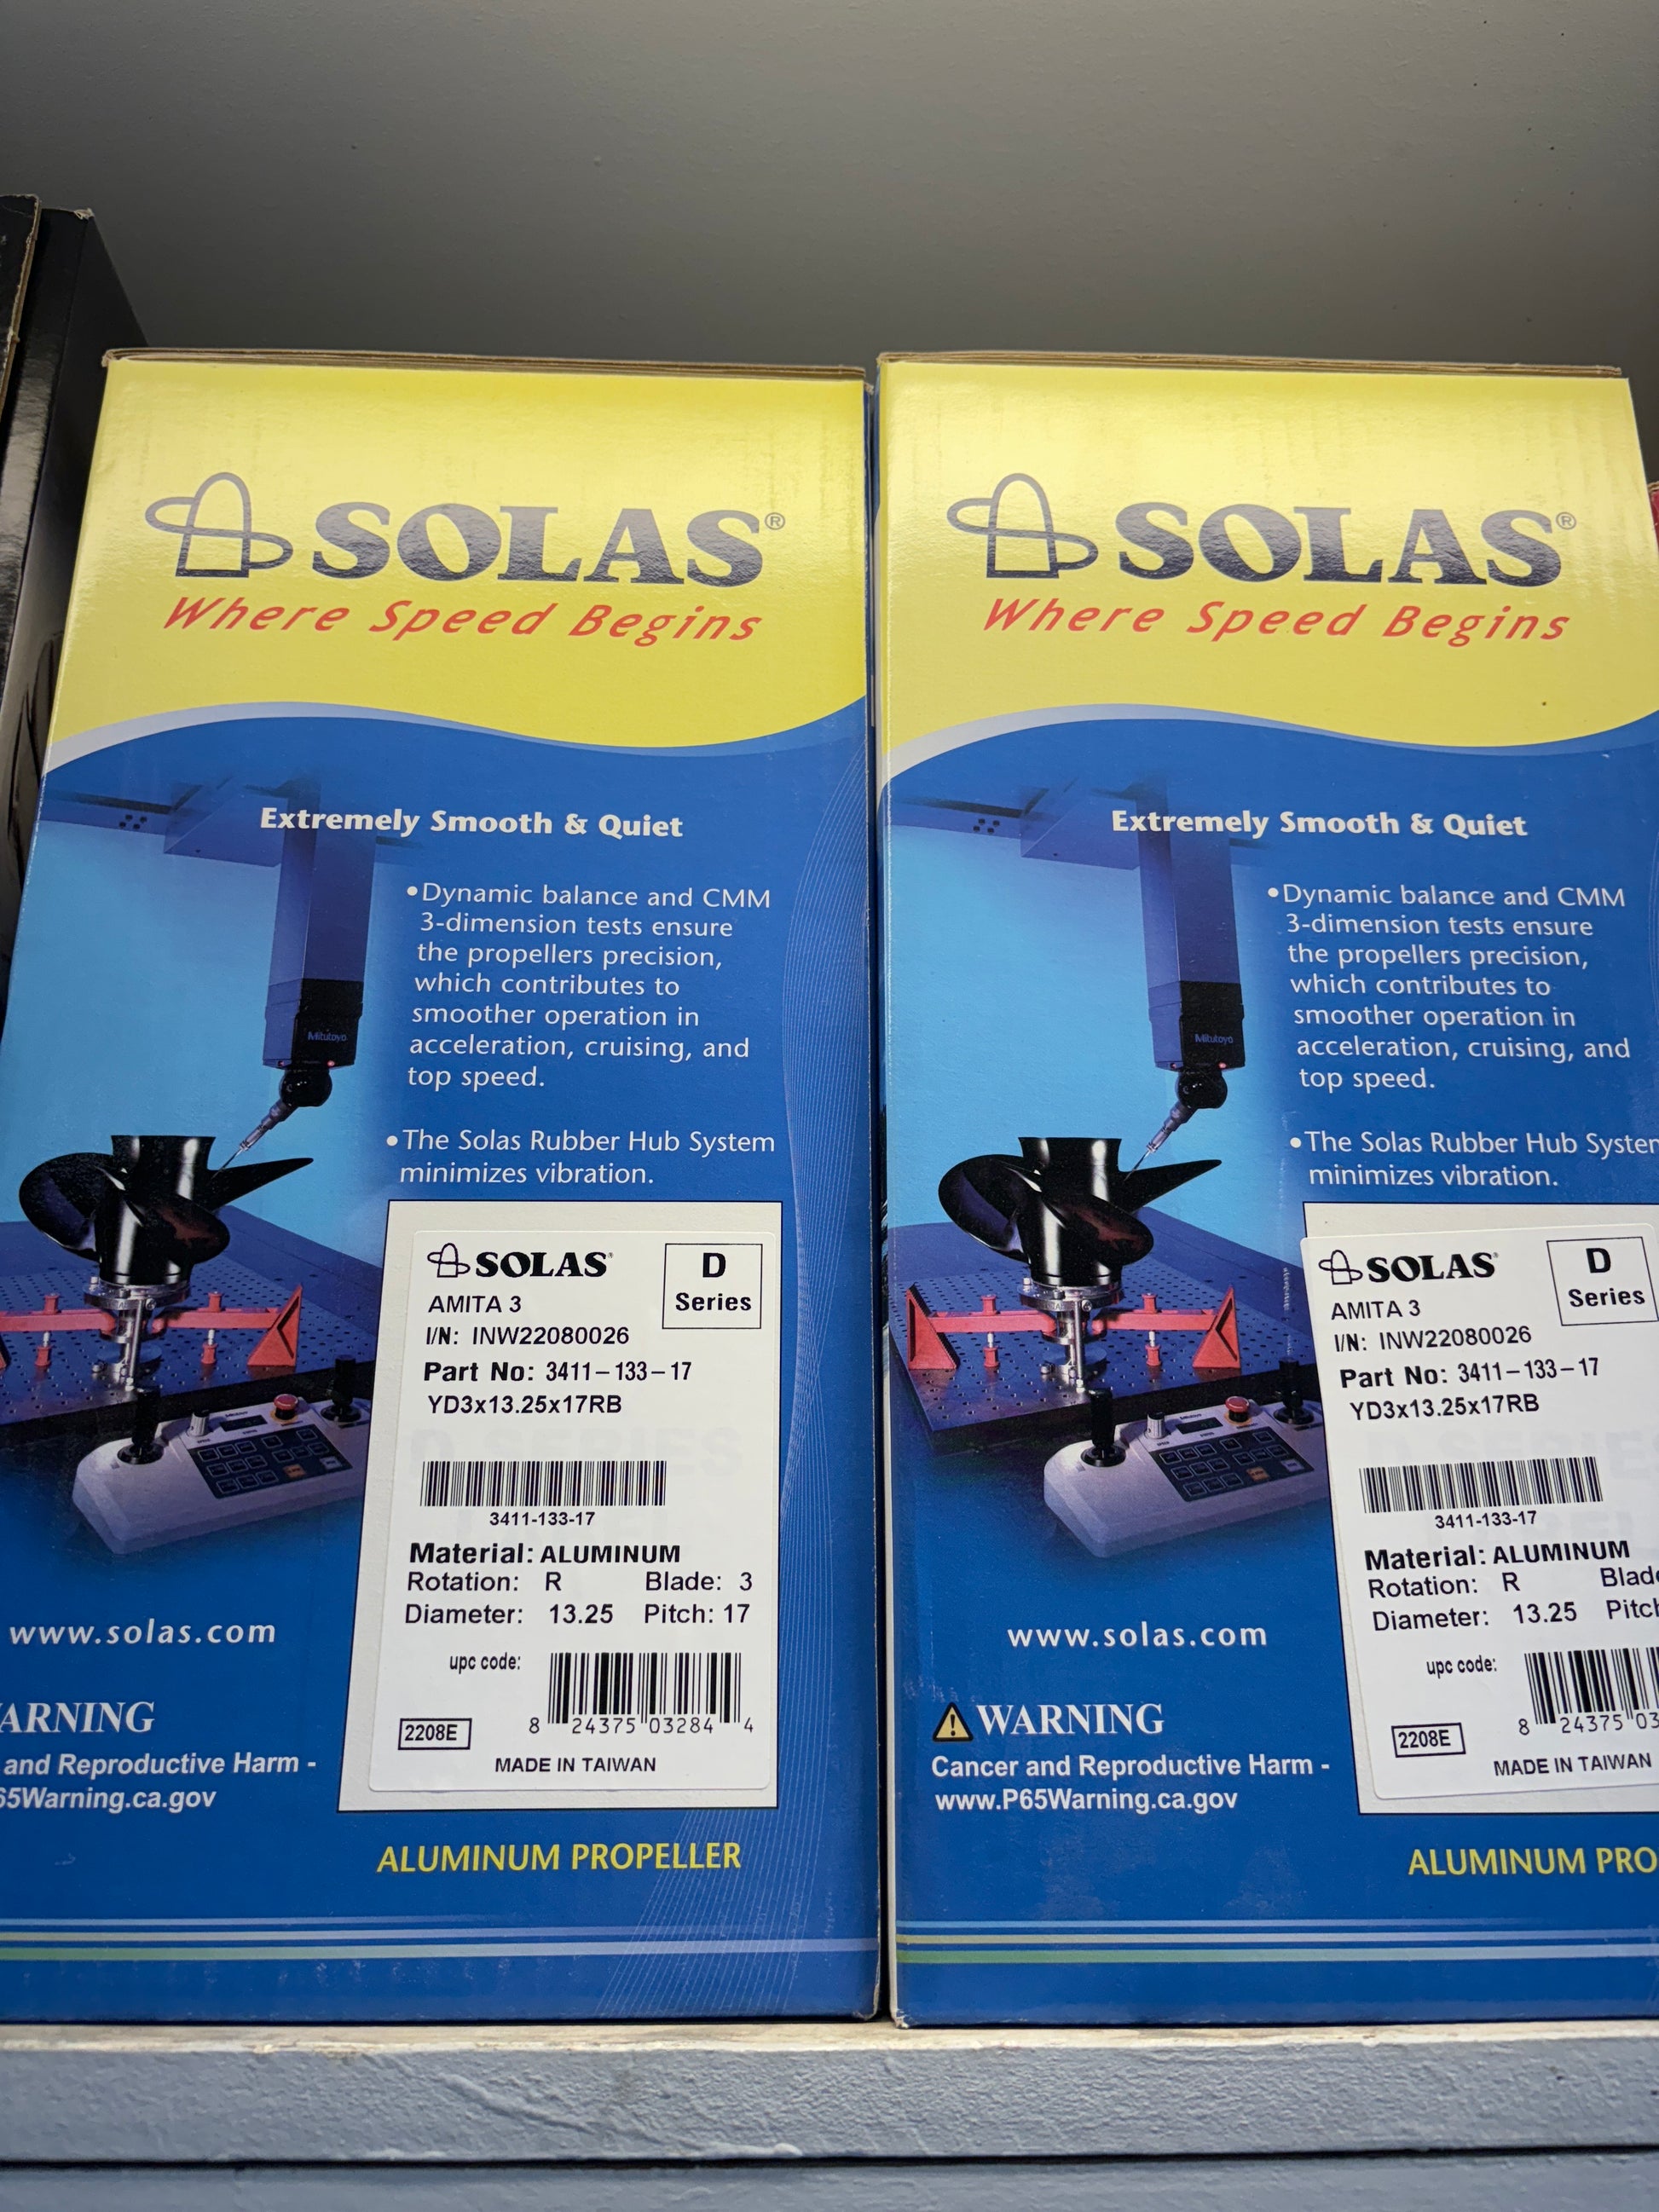 SOLAS®
Where Speed Begins
Extremely Smooth & Quiet
•Dynamic balance and CMM
3-dimension tests ensure
the propellers precision,
which contributes to
smoother operation in
acceleration, cruising, and
top speed.
•The Solas Rubber Hub System
minimizes vibration.
Mitutoyo
SOLAS
D
Series
AMITA 3
I/N: INW22080026
Part No: 3411-133-17
YD3x13.25x17RB
3411-133-17
Material: ALUMINUM
Rotation: R Blade: 3
Diameter: 13.25 Pitch: 17
upc code:
8 24375 03284 4
2208E
MADE IN TAIWAN
www.solas.com
ARNING
and Reproductive Harm -
65Warning.ca.gov
ALUMINUM PROPELLER
SOLAS®
Where Speed Begins
Extremely Smooth & Quiet
•Dynamic balance and CMM
3-dimension tests ensure
the propellers precision,
which contributes to
smoother operation in
acceleration, cruising, and
top speed.
•The Solas Rubber Hub System
minimizes vibration.
Mitutoyo
SOLAS
D
Series
AMITA 3
I/N: INW22080026
Part No: 3411-133-17
YD3x13.25x17RB
3411-133-17
Material: ALUMINUM
Rotation: R Blade
Diameter: 13.25 Pitch
upc code:
8 24375 03
2208E
MADE IN TAIWAN
www.solas.com
WARNING
Cancer and Reproductive Harm -
www.P65Warning.ca.gov
ALUMINUM PRO